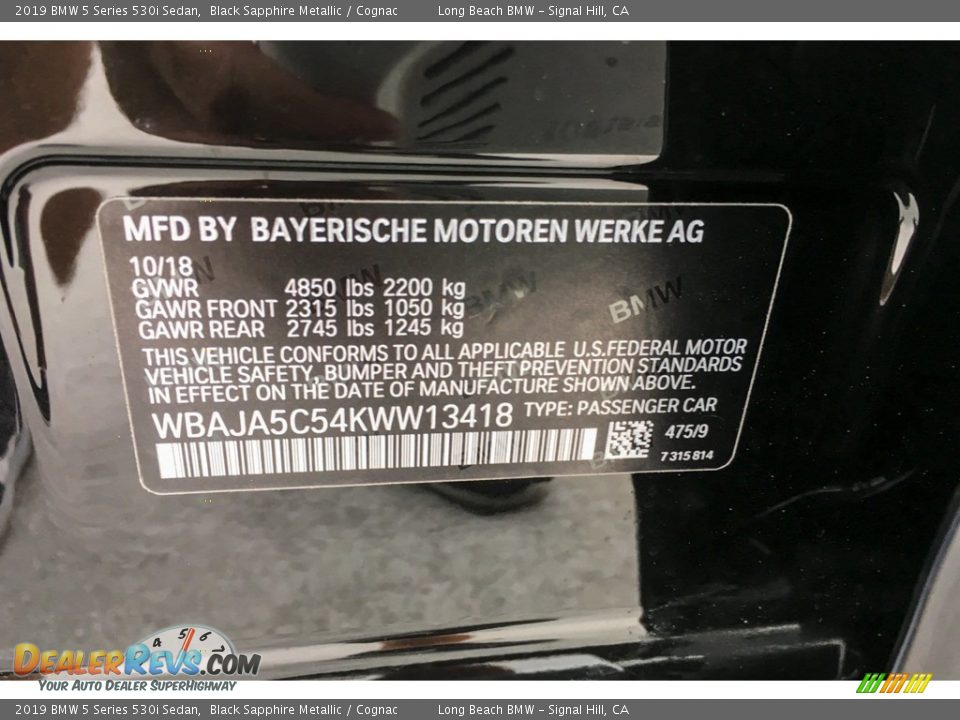 2019 BMW 5 Series 530i Sedan, Black Sapphire Metallic / Cognac Long Beach BMW - Signal Hill, CA
MFD BY BAYERISCHE MOTOREN WERKE AG
10/18
GVWR 4850 lbs 2200 kg
GAWR FRONT 2315 lbs 1050 kg
GAWR REAR 2745 lbs 1245 kg
BMW
THIS VEHICLE CONFORMS TO ALL APPLICABLE U.S.FEDERAL MOTOR
VEHICLE SAFETY, BUMPER AND THEFT PREVENTION STANDARDS
IN EFFECT ON THE DATE OF MANUFACTURE SHOWN ABOVE.
WBAJA5C54KWW13418 TYPE: PASSENGER CAR
475/9
7315814
4 5 6
DEALERREVS.COM
YOUR AUTO DEALER SUPERHIGHWAY
2019 BMW 5 Series 530i Sedan, Black Sapphire Metallic / Cognac Long Beach BMW - Signal Hill, CA